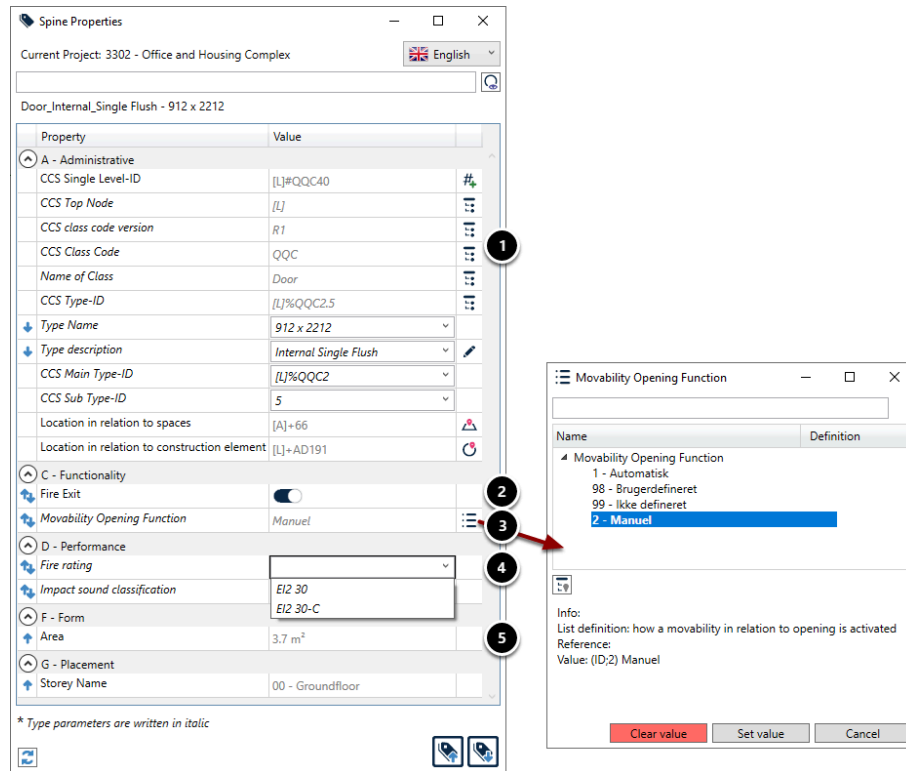 Spine Properties
Current Project: 3302 - Office and Housing Complex
English
Door_Internal_Single Flush - 912 x 2212
Property Value
A - Administrative
CCS Single Level-ID [L]#QQC40
CCS Top Node [L]
CCS class code version R1
CCS Class Code QQC
1
Name of Class Door
CCS Type-ID [L]%QQC2.5
Type Name 912 x 2212
Type description Internal Single Flush
CCS Main Type-ID [L]%QQC2
CCS Sub Type-ID 5
Location in relation to spaces [A]+66
Location in relation to construction element [L]+AD191
C - Functionality
Fire Exit 2
Movability Opening Function Manuel 3
D - Performance
Fire rating 4
Impact sound classification EI2 30
EI2 30-C
F - Form
Area 3.7 m² 5
G - Placement
Storey Name 00 - Groundfloor
* Type parameters are written in italic
Movability Opening Function
Name Definition
Movability Opening Function
1 - Automatisk
98 - Brugerdefineret
99 - Ikke defineret
2 - Manuel
Info:
List definition: how a movability in relation to opening is activated
Reference:
Value: (ID;2) Manuel
Clear value Set value Cancel